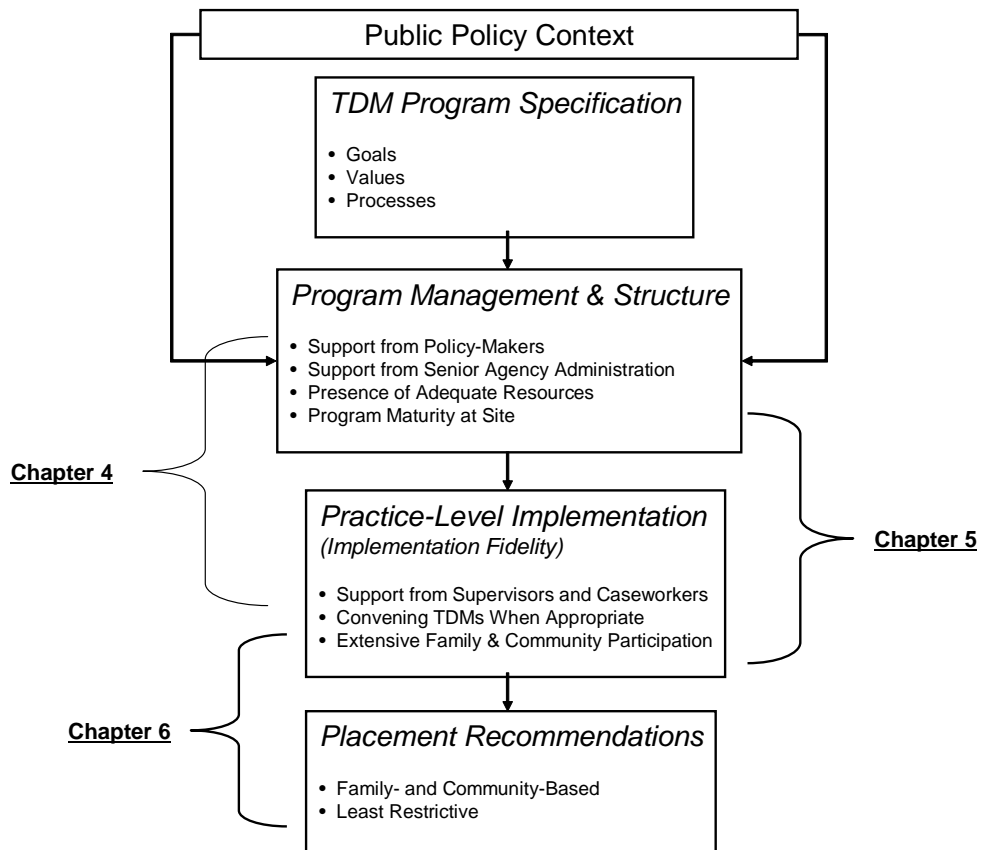 Public Policy Context
TDM Program Specification
• Goals
• Values
• Processes
Program Management & Structure
• Support from Policy-Makers
• Support from Senior Agency Administration
• Presence of Adequate Resources
• Program Maturity at Site
Chapter 4
Practice-Level Implementation
(Implementation Fidelity)
• Support from Supervisors and Caseworkers
• Convening TDMs When Appropriate
• Extensive Family & Community Participation
Chapter 5
Chapter 6
Placement Recommendations
• Family- and Community-Based
• Least Restrictive